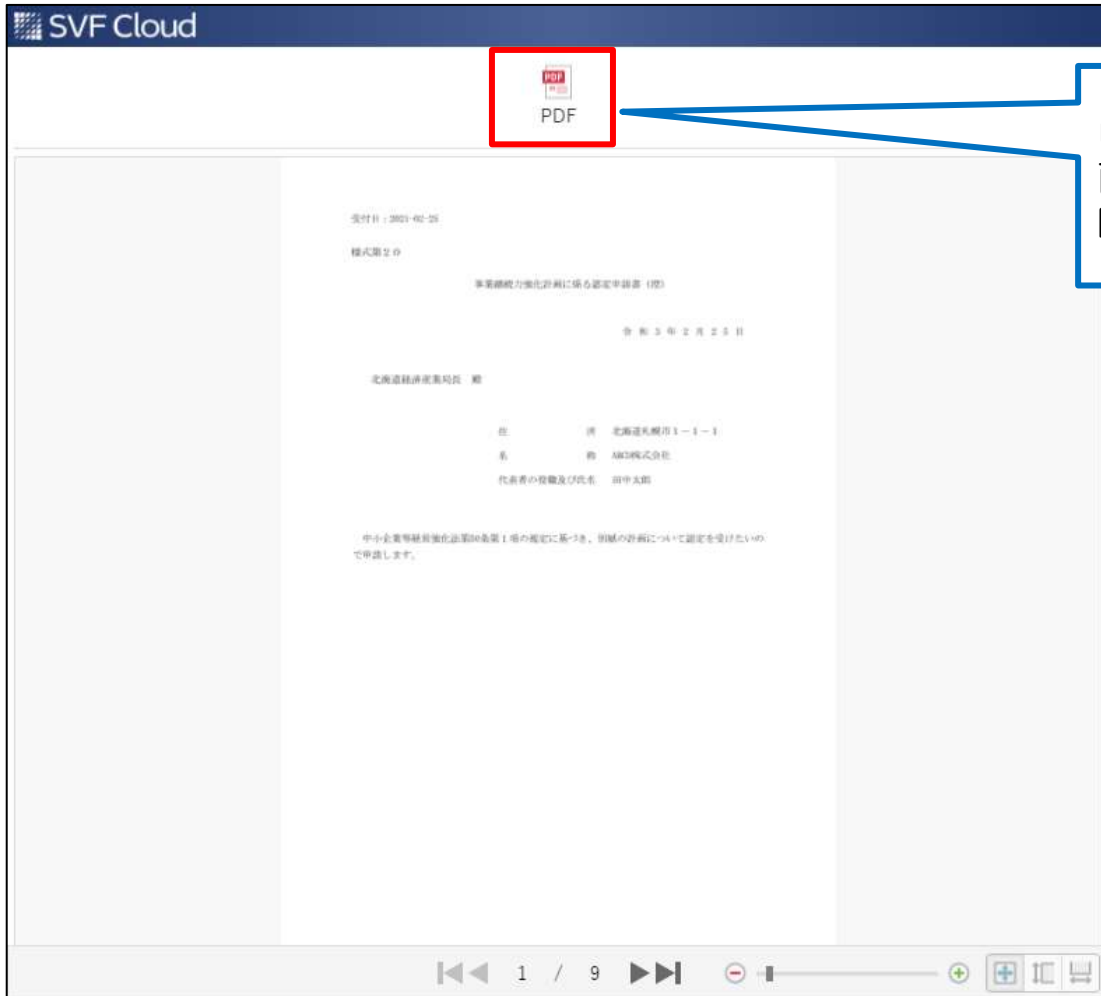 SVF Cloud
PDF
PDF
受付日：2021-02-25
様式第２０
事業継続力強化計画に係る認定申請書（控）
令 和 3 年 2 月 2 5 日
北海道経済産業局長　殿
住　　　　　所　北海道札幌市１－１－１
名　　　　　称　ABCD株式会社
代表者の役職及び氏名　田中太郎
中小企業等経営強化法第50条第１項の規定に基づき、別紙の計画について認定を受けたいの
で申請します。
1 / 9